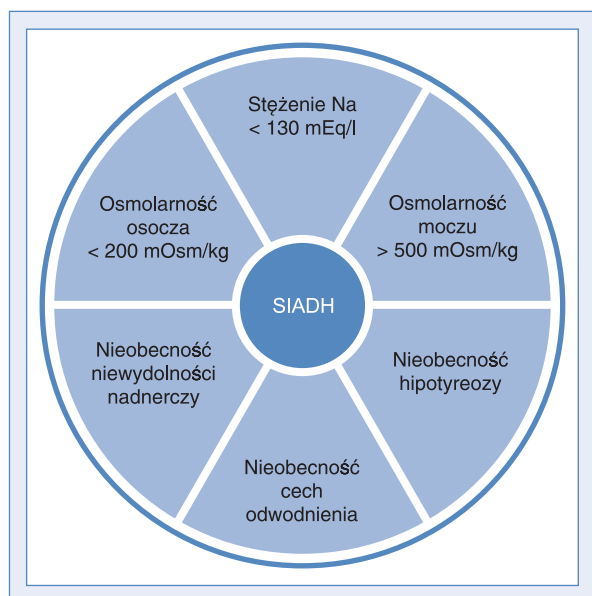 Stężenie Na
< 130 mEq/l
Osmolarność
osocza
< 200 mOsm/kg
Osmolarność
moczu
> 500 mOsm/kg
SIADH
Nieobecność
niewydolności
nadnerczy
Nieobecność
hipotyreozy
Nieobecność
cech
odwodnienia